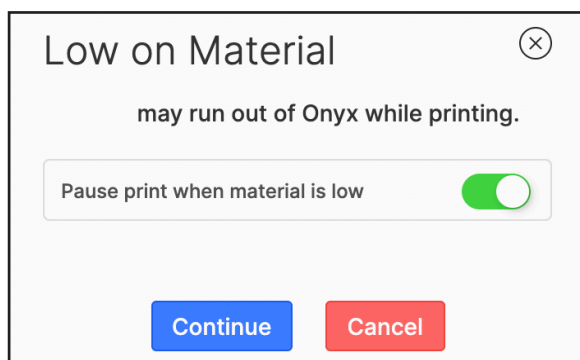 Low on Material
may run out of Onyx while printing.
Pause print when material is low
Continue
Cancel